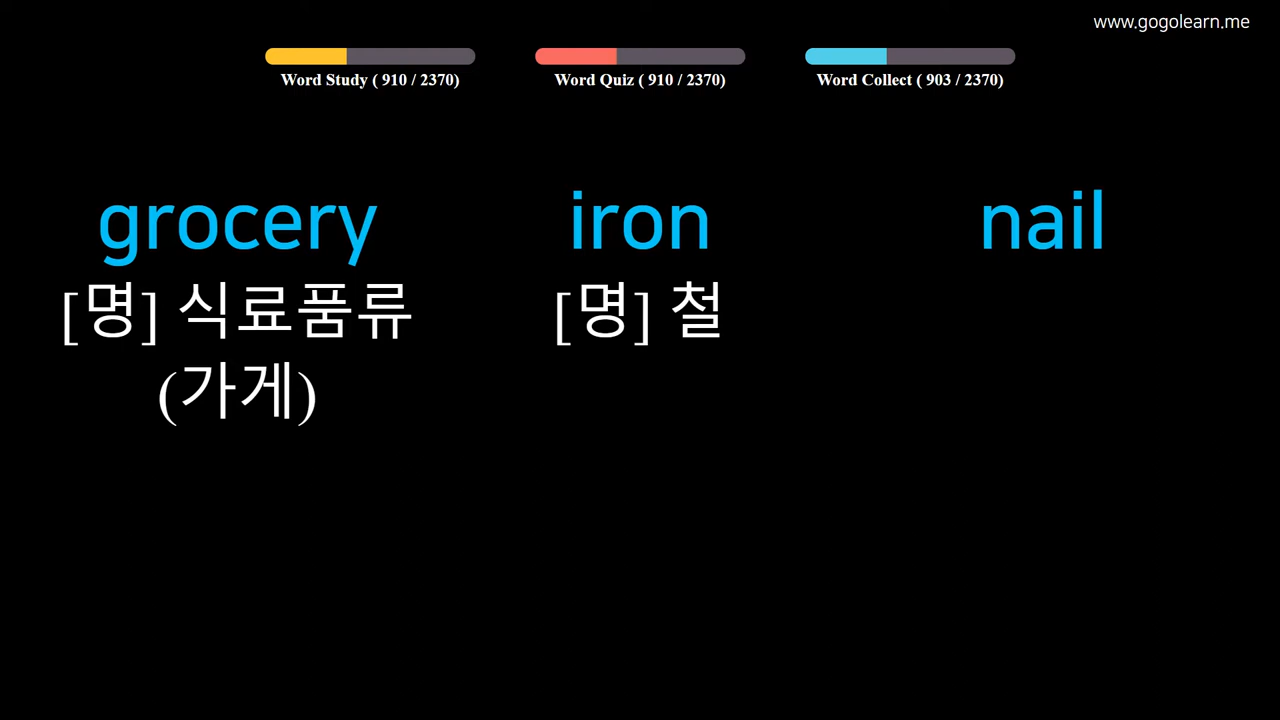 www.gogolearn.me
Word Study ( 910 / 2370)
Word Quiz ( 910 / 2370)
Word Collect ( 903 / 2370)
grocery
[명] 식료품류
(가게)
iron
[명] 철
nail